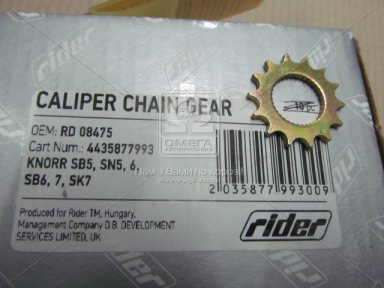 CALIPER CHAIN GEAR
OEM: RD 08475
Cart Num.: 4435877993
KNORR SB5, SN5, 6,
SB6, 7, SK7
2 035877 993009
Produced for Rider TM, Hungary.
Management Company D.B. DEVELOPMENT
SERVICES LIMITED, UK
rider
ОМЕГА